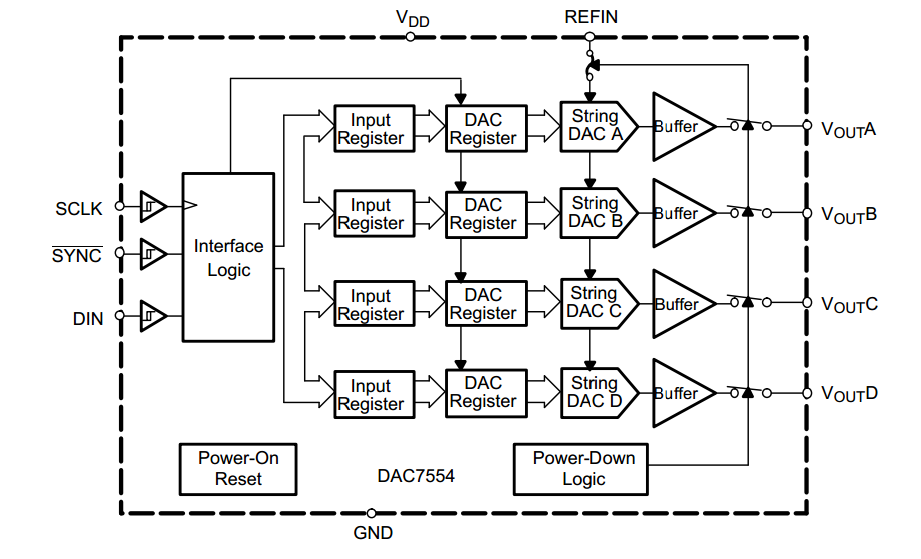 VDD
REFIN
Input
Register
DAC
Register
String
DAC A
Buffer
VOUTA
SCLK
SYNC
DIN
Interface
Logic
Input
Register
DAC
Register
String
DAC B
Buffer
VOUTB
Input
Register
DAC
Register
String
DAC C
Buffer
VOUTC
Input
Register
DAC
Register
String
DAC D
Buffer
VOUTD
Power-On
Reset
DAC7554
Power-Down
Logic
GND